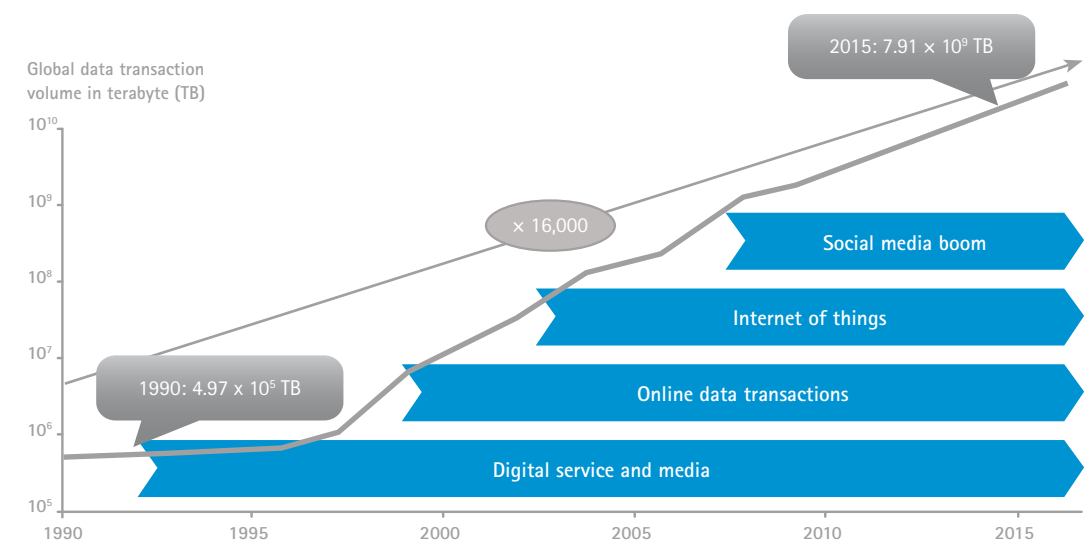 2015: 7.91 × 10⁹ TB
Global data transaction
volume in terabyte (TB)
10¹⁰
10⁹
× 16,000
Social media boom
10⁸
Internet of things
10⁷
1990: 4.97 x 10⁵ TB
Online data transactions
10⁶
Digital service and media
10⁵
1990 1995 2000 2005 2010 2015